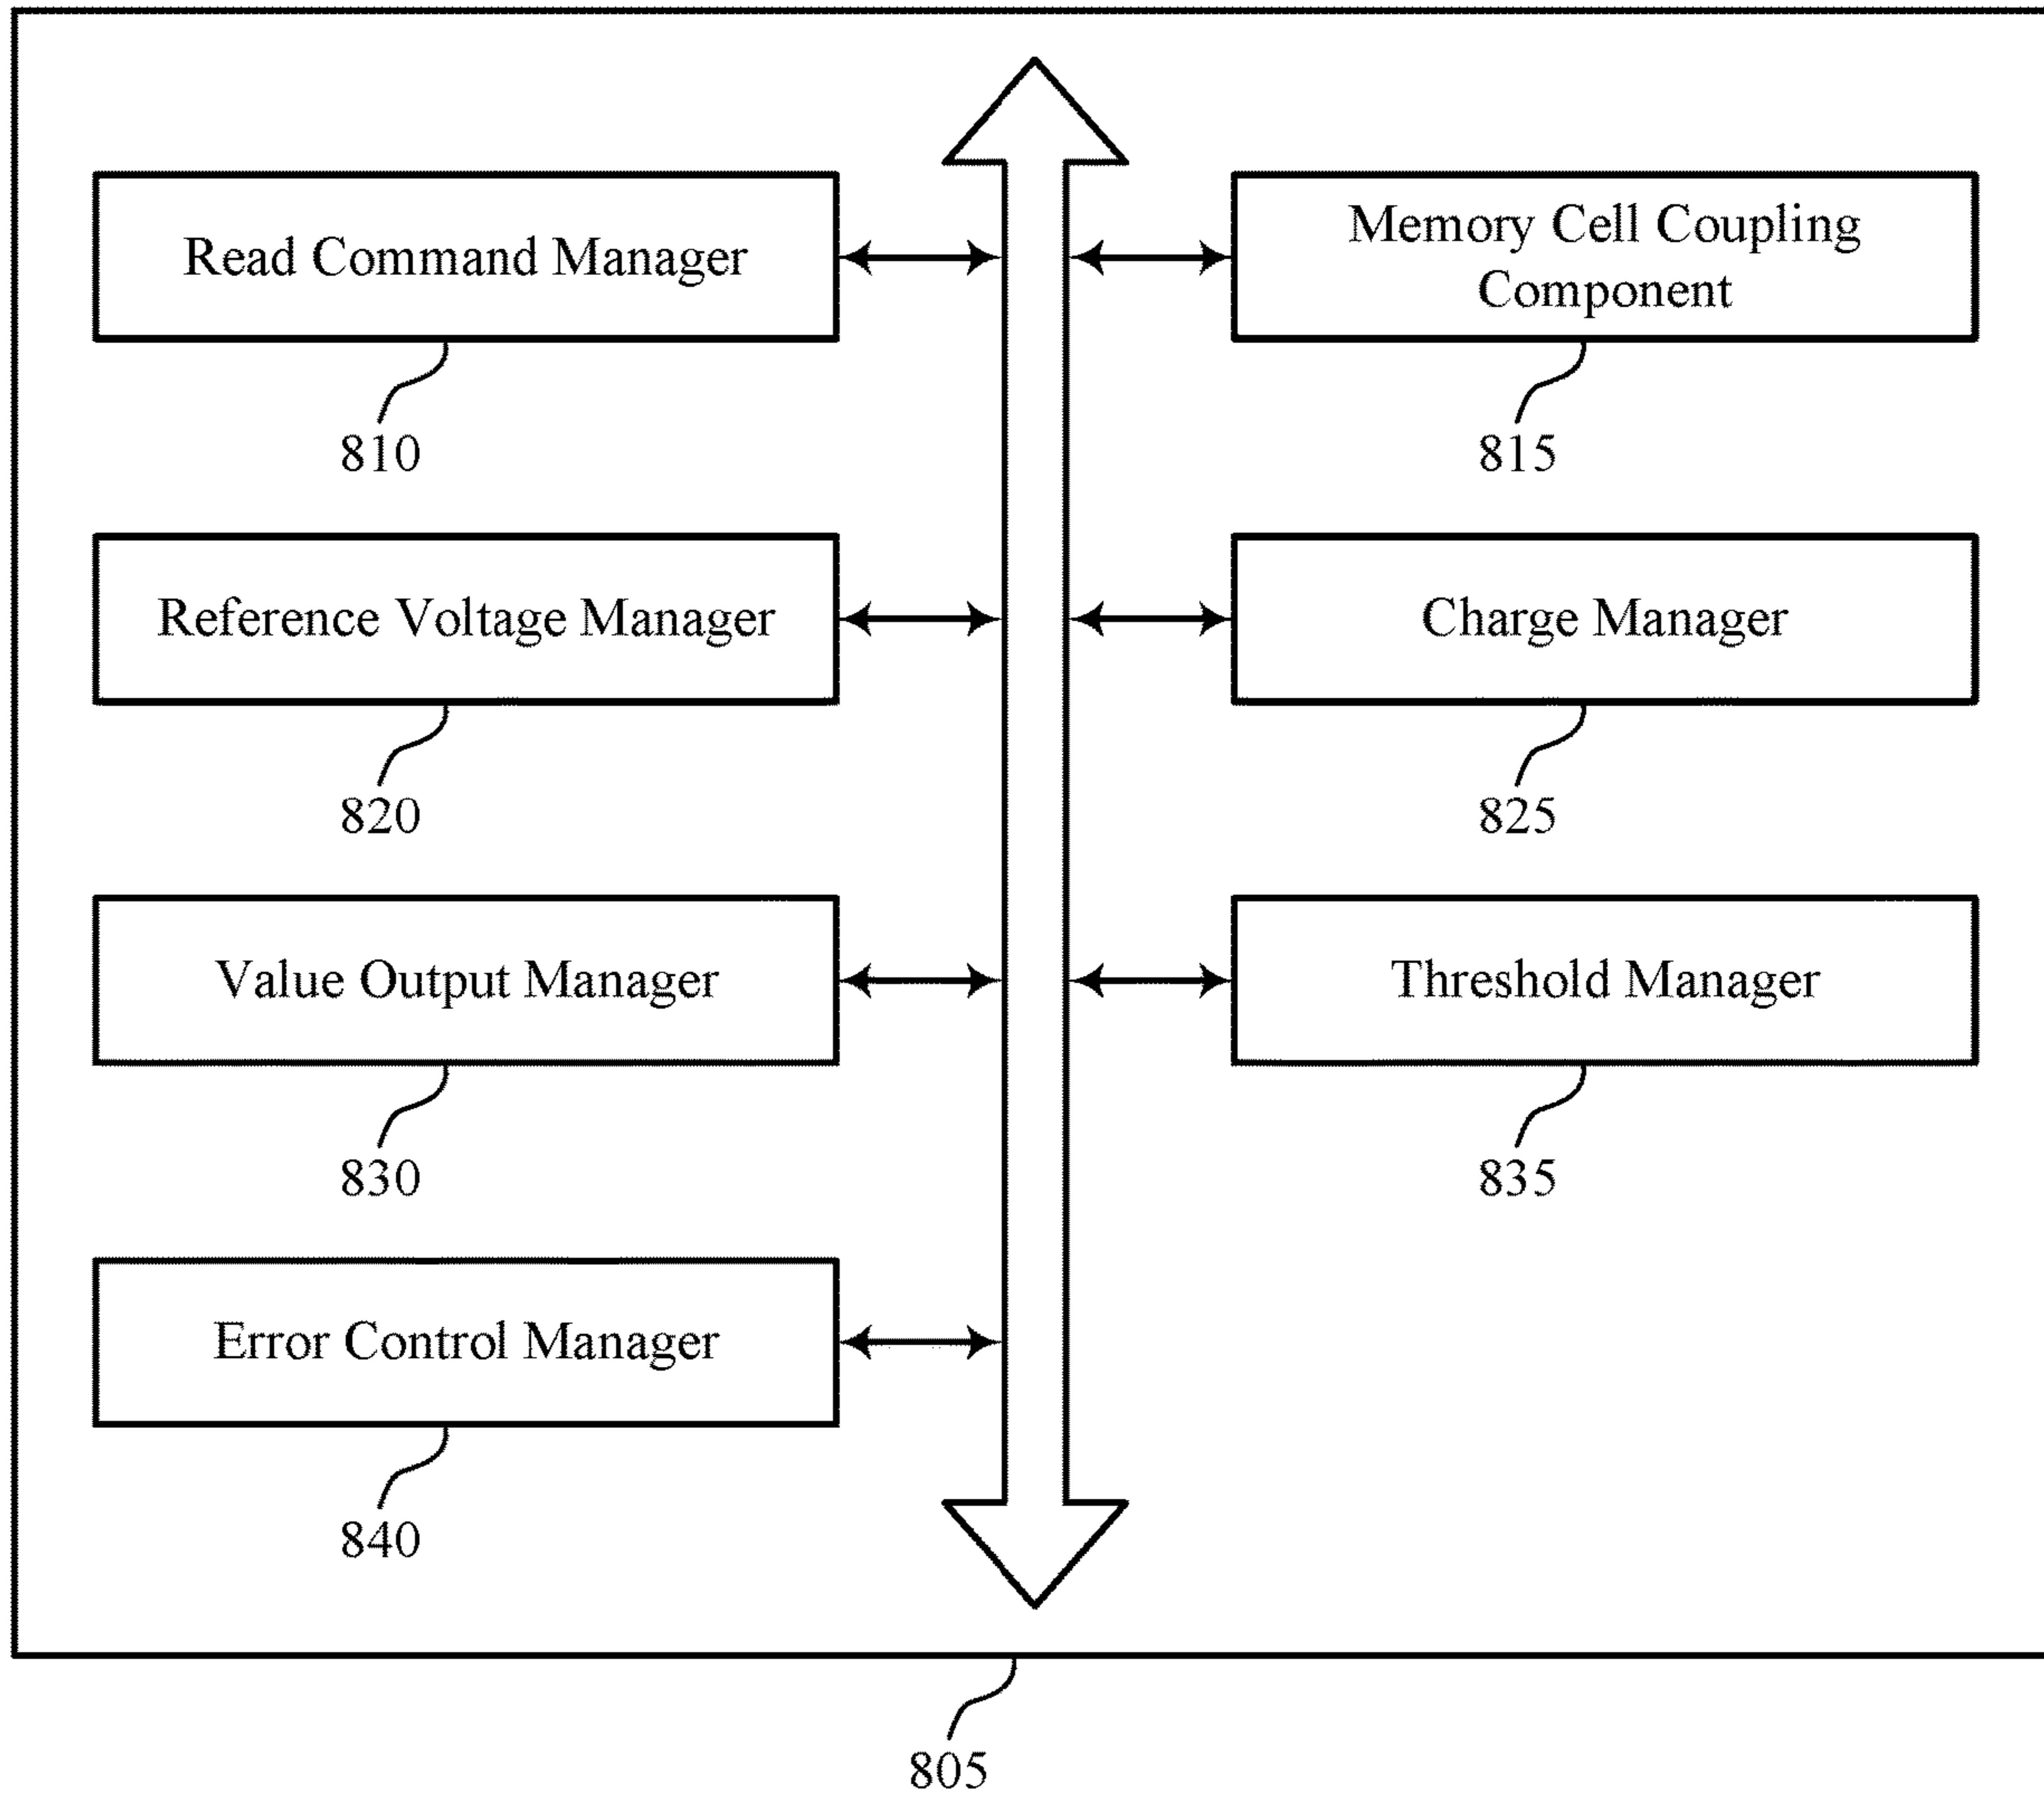 Read Command Manager
810
Memory Cell Coupling
Component
815
Reference Voltage Manager
820
Charge Manager
825
Value Output Manager
830
Threshold Manager
835
Error Control Manager
840
805